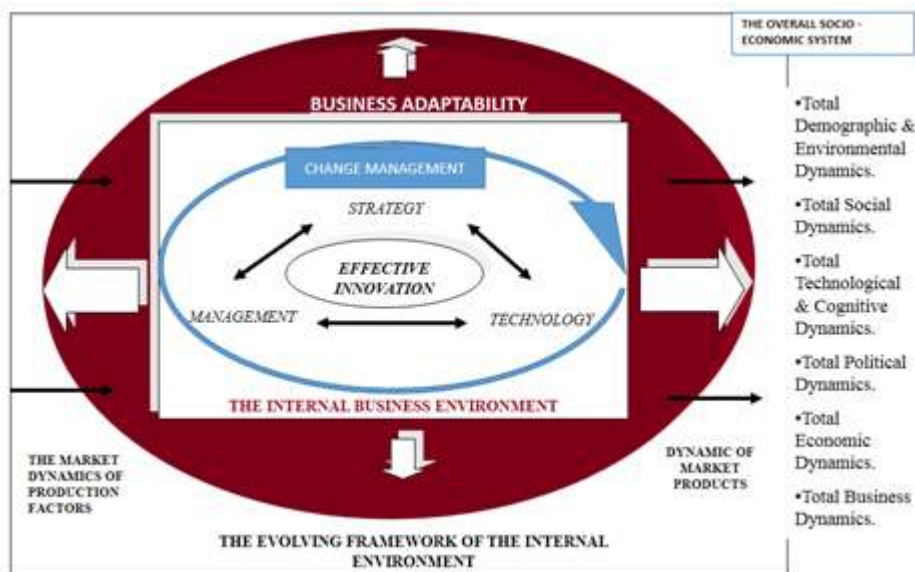 THE OVERALL SOCIO -
ECONOMIC SYSTEM
BUSINESS ADAPTABILITY
CHANGE MANAGEMENT
STRATEGY
EFFECTIVE
INNOVATION
MANAGEMENT
TECHNOLOGY
THE INTERNAL BUSINESS ENVIRONMENT
THE MARKET
DYNAMICS OF
PRODUCTION
FACTORS
DYNAMIC OF
MARKET
PRODUCTS
THE EVOLVING FRAMEWORK OF THE INTERNAL
ENVIRONMENT
•Total
Demographic &
Environmental
Dynamics.
•Total Social
Dynamics.
•Total
Technological
& Cognitive
Dynamics.
•Total Political
Dynamics.
•Total
Economic
Dynamics.
•Total Business
Dynamics.